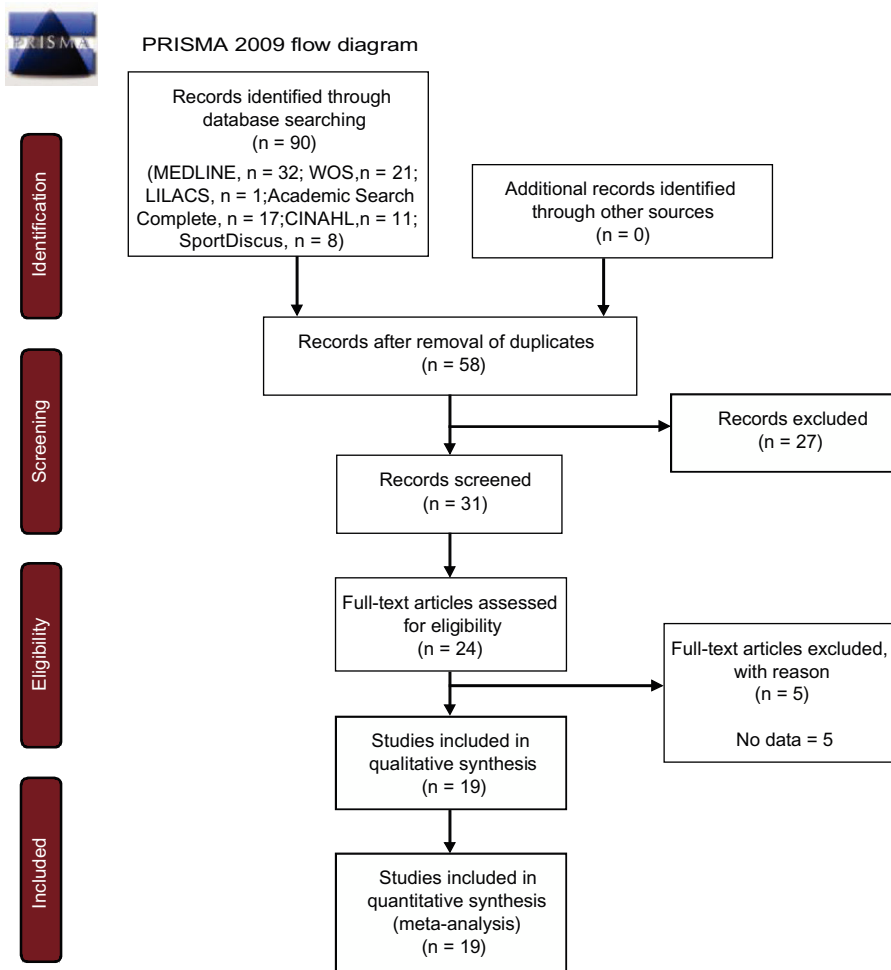 PRISMA
PRISMA 2009 flow diagram
Records identified through
database searching
(n = 90)
(MEDLINE, n = 32; WOS,n = 21;
LILACS, n = 1;Academic Search
Complete, n = 17;CINAHL,n = 11;
SportDiscus, n = 8)
Additional records identified
through other sources
(n = 0)
Identification
Records after removal of duplicates
(n = 58)
Screening
Records excluded
(n = 27)
Records screened
(n = 31)
Eligibility
Full-text articles assessed
for eligibility
(n = 24)
Full-text articles excluded,
with reason
(n = 5)
No data = 5
Studies included in
qualitative synthesis
(n = 19)
Included
Studies included in
quantitative synthesis
(meta-analysis)
(n = 19)